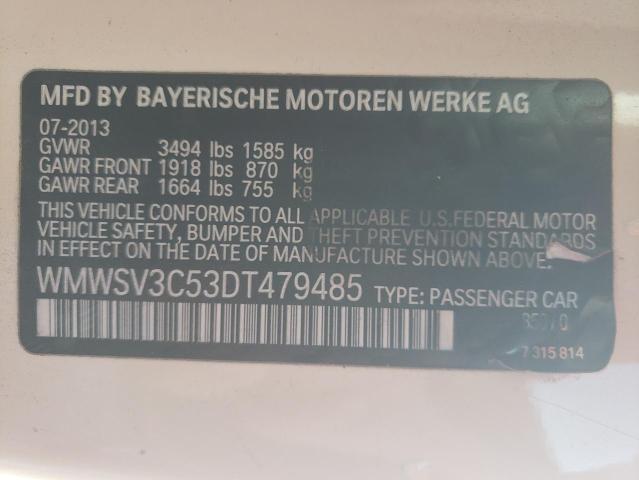 MFD BY BAYERISCHE MOTOREN WERKE AG
07-2013
GVWR 3494 lbs 1585 kg
GAWR FRONT 1918 lbs 870 kg
GAWR REAR 1664 lbs 755 kg
THIS VEHICLE CONFORMS TO ALL APPLICABLE U.S.FEDERAL MOTOR
VEHICLE SAFETY, BUMPER AND THEFT PREVENTION STANDARDS
IN EFFECT ON THE DATE OF MANUFACTURE SHOWN ABOVE.
WMWSV3C53DT479485 TYPE: PASSENGER CAR
7 315 814